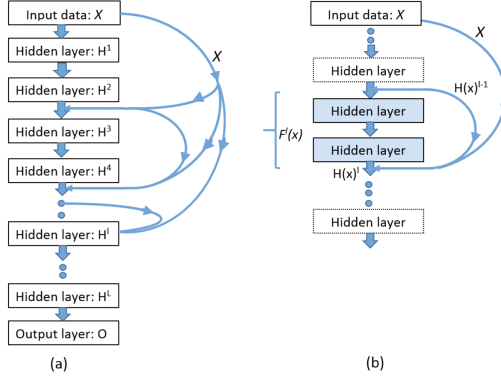 Input data: X
Hidden layer: H¹
Hidden layer: H²
Hidden layer: H³
Hidden layer: H⁴
Hidden layer: Hˡ
Hidden layer: Hᴸ
Output layer: O
X
(a)
Input data: X
X
Hidden layer
H(x)ˡ⁻¹
Hidden layer
Fˡ(x)
Hidden layer
H(x)ˡ
Hidden layer
(b)